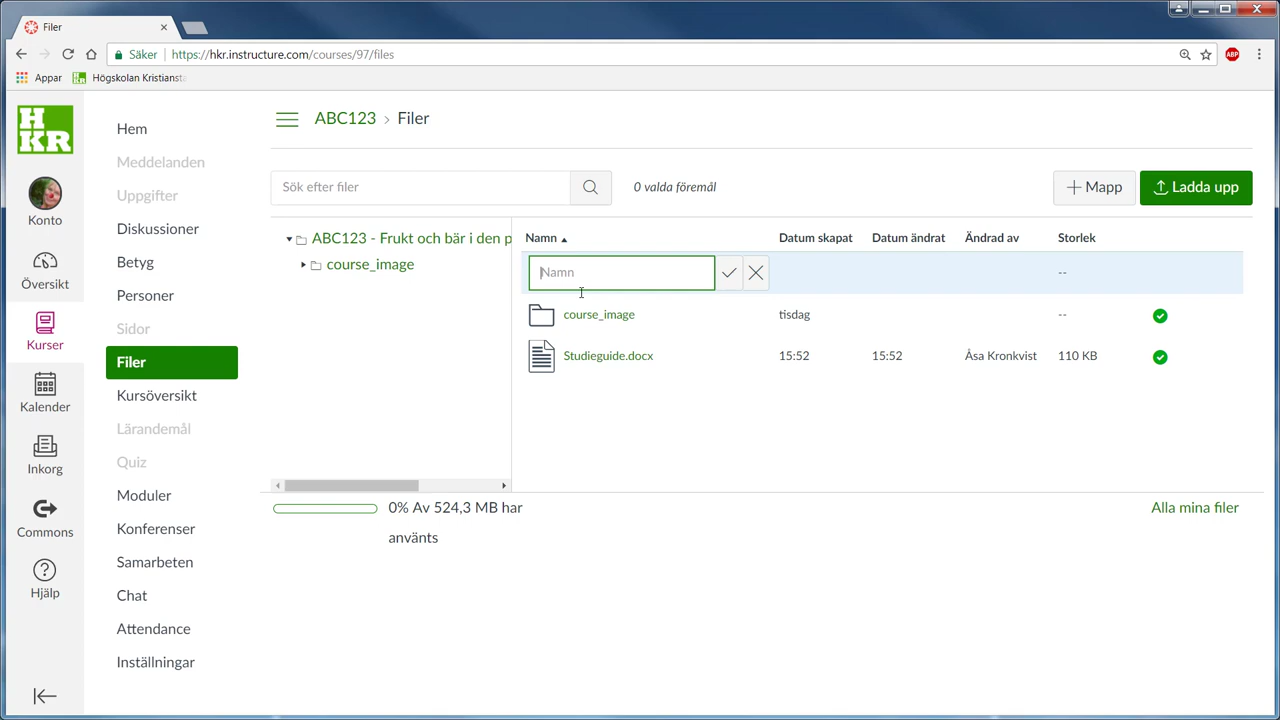 Filer
Säker
https://hkr.instructure.com/courses/97/files
ABP
Appar
Högskolan Kristiansta
HKR
Konto
Översikt
Kurser
Kalender
Inkorg
Commons
Hjälp
Hem
Meddelanden
Uppgifter
Diskussioner
Betyg
Personer
Sidor
Filer
Kursöversikt
Lärandemål
Quiz
Moduler
Konferenser
Samarbeten
Chat
Attendance
Inställningar
ABC123 › Filer
Sök efter filer
0 valda föremål
+ Mapp
Ladda upp
ABC123 - Frukt och bär i den p
course_image
Namn Datum skapat Datum ändrat Ändrad av Storlek
Namn --
course_image tisdag --
Studieguide.docx 15:52 15:52 Åsa Kronkvist 110 KB
0% Av 524,3 MB har
använts
Alla mina filer